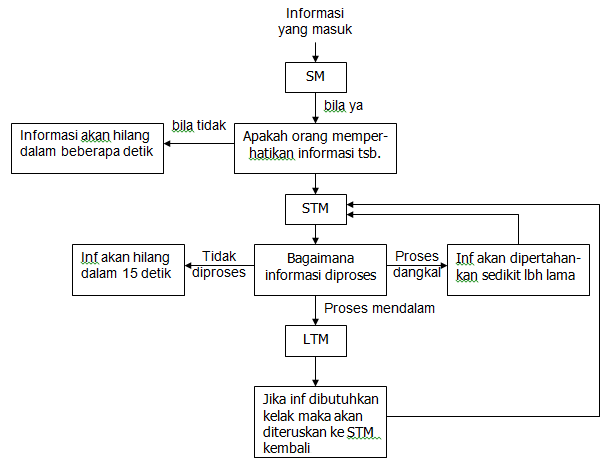 Informasi
yang masuk
SM
bila ya
bila tidak
Informasi akan hilang
dalam beberapa detik
Apakah orang memper-
hatikan informasi tsb.
STM
Inf akan hilang
dalam 15 detik
Tidak
diproses
Bagaimana
informasi diproses
Proses
dangkal
Inf akan dipertahan-
kan sedikit lbh lama
Proses mendalam
LTM
Jika inf dibutuhkan
kelak maka akan
diteruskan ke STM
kembali